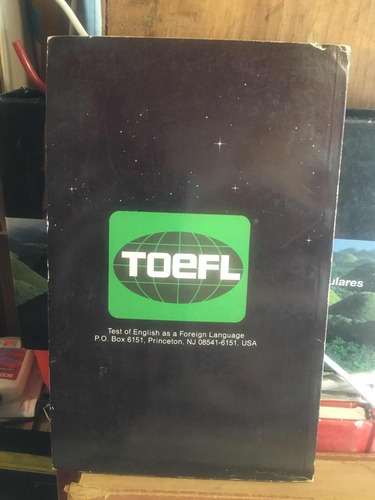 TOEFL
Test of English as a Foreign Language
P.O. Box 6151, Princeton, NJ 08541-6151, USA
ulares